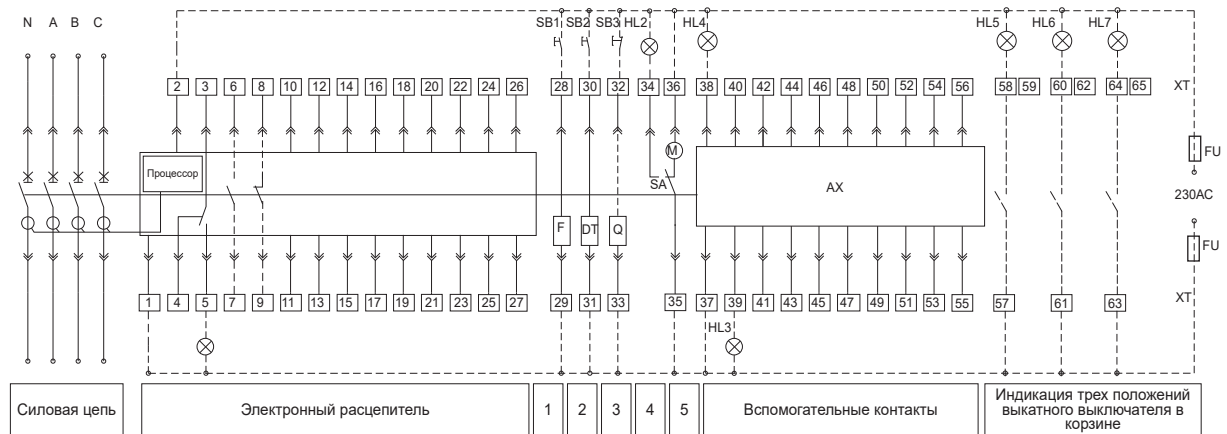 N A B C
SB1 SB2 SB3 HL2 HL4 HL5 HL6 HL7
2 3 6 8 10 12 14 16 18 20 22 24 26 28 30 32 34 36 38 40 42 44 46 48 50 52 54 56 58 59 60 62 64 65 XT
FU
Процессор
M
SA
AX
230AC
F DT Q
FU
1 4 5 7 9 11 13 15 17 19 21 23 25 27 29 31 33 35 37 39 41 43 45 47 49 51 53 55 57 61 63 XT
HL3
Силовая цепь
Электронный расцепитель
1
2
3
4
5
Вспомогательные контакты
Индикация трех положений
выкатного выключателя в
корзине